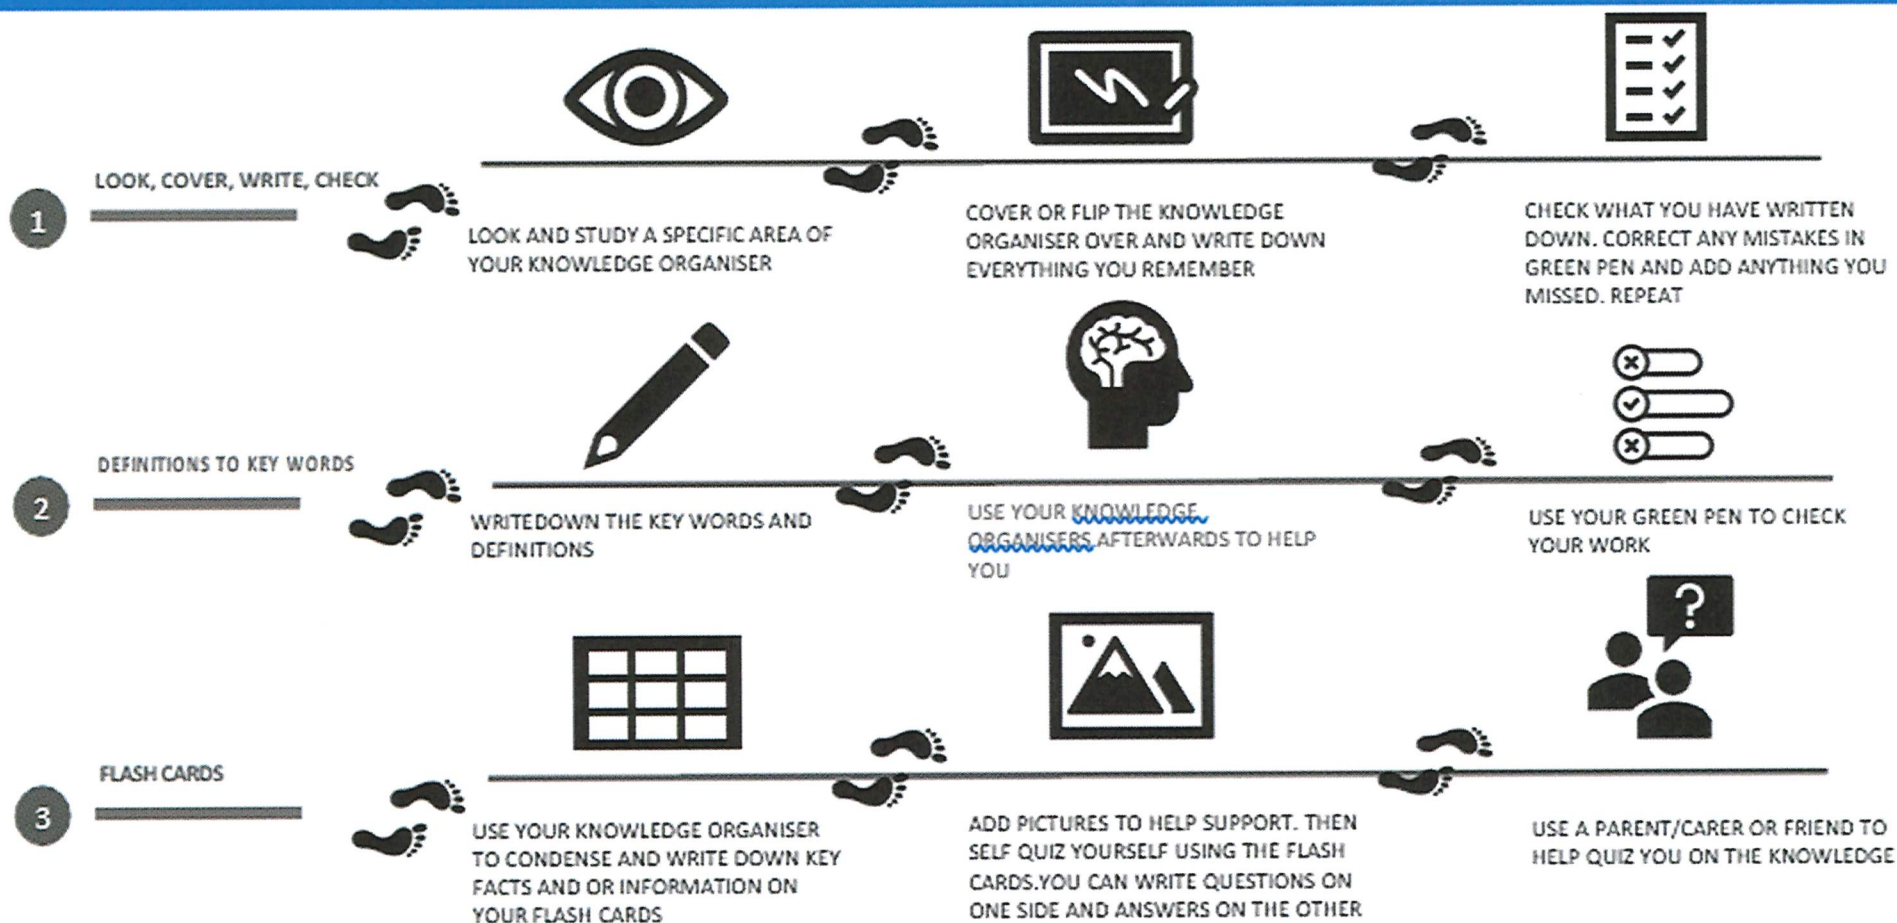 1
LOOK, COVER, WRITE, CHECK
LOOK AND STUDY A SPECIFIC AREA OF
YOUR KNOWLEDGE ORGANISER
COVER OR FLIP THE KNOWLEDGE
ORGANISER OVER AND WRITE DOWN
EVERYTHING YOU REMEMBER
CHECK WHAT YOU HAVE WRITTEN
DOWN. CORRECT ANY MISTAKES IN
GREEN PEN AND ADD ANYTHING YOU
MISSED. REPEAT
2
DEFINITIONS TO KEY WORDS
WRITEDOWN THE KEY WORDS AND
DEFINITIONS
USE YOUR KNOWLEDGE
ORGANISERS AFTERWARDS TO HELP
YOU
USE YOUR GREEN PEN TO CHECK
YOUR WORK
3
FLASH CARDS
USE YOUR KNOWLEDGE ORGANISER
TO CONDENSE AND WRITE DOWN KEY
FACTS AND OR INFORMATION ON
YOUR FLASH CARDS
ADD PICTURES TO HELP SUPPORT. THEN
SELF QUIZ YOURSELF USING THE FLASH
CARDS.YOU CAN WRITE QUESTIONS ON
ONE SIDE AND ANSWERS ON THE OTHER
?
USE A PARENT/CARER OR FRIEND TO
HELP QUIZ YOU ON THE KNOWLEDGE